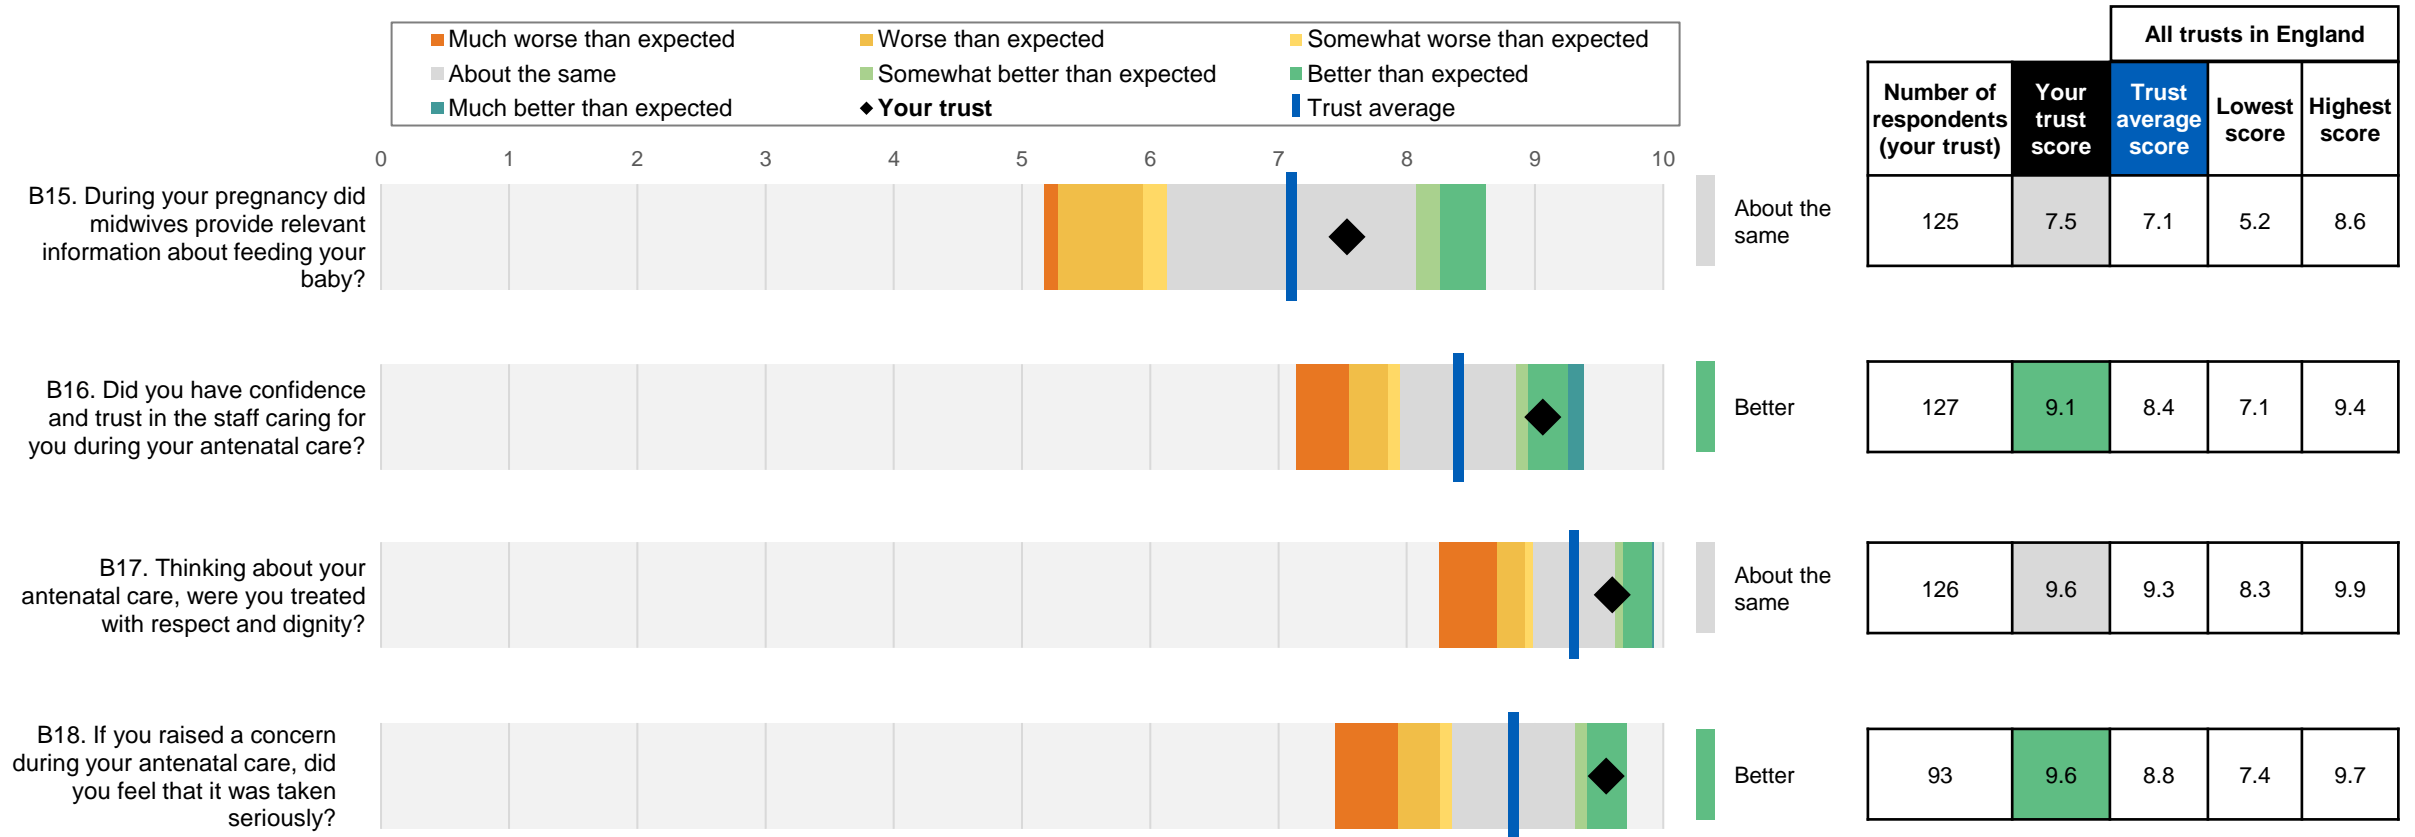 Much worse than expected
Worse than expected
Somewhat worse than expected
About the same
Somewhat better than expected
Better than expected
Much better than expected
Your trust
Trust average
All trusts in England
Number of
respondents
(your trust)
Your
trust
score
Trust
average
score
Lowest
score
Highest
score
0 1 2 3 4 5 6 7 8 9 10
B15. During your pregnancy did
midwives provide relevant
information about feeding your
baby?
About the
same
125 7.5 7.1 5.2 8.6
B16. Did you have confidence
and trust in the staff caring for
you during your antenatal care?
Better
127 9.1 8.4 7.1 9.4
B17. Thinking about your
antenatal care, were you treated
with respect and dignity?
About the
same
126 9.6 9.3 8.3 9.9
B18. If you raised a concern
during your antenatal care, did
you feel that it was taken
seriously?
Better
93 9.6 8.8 7.4 9.7